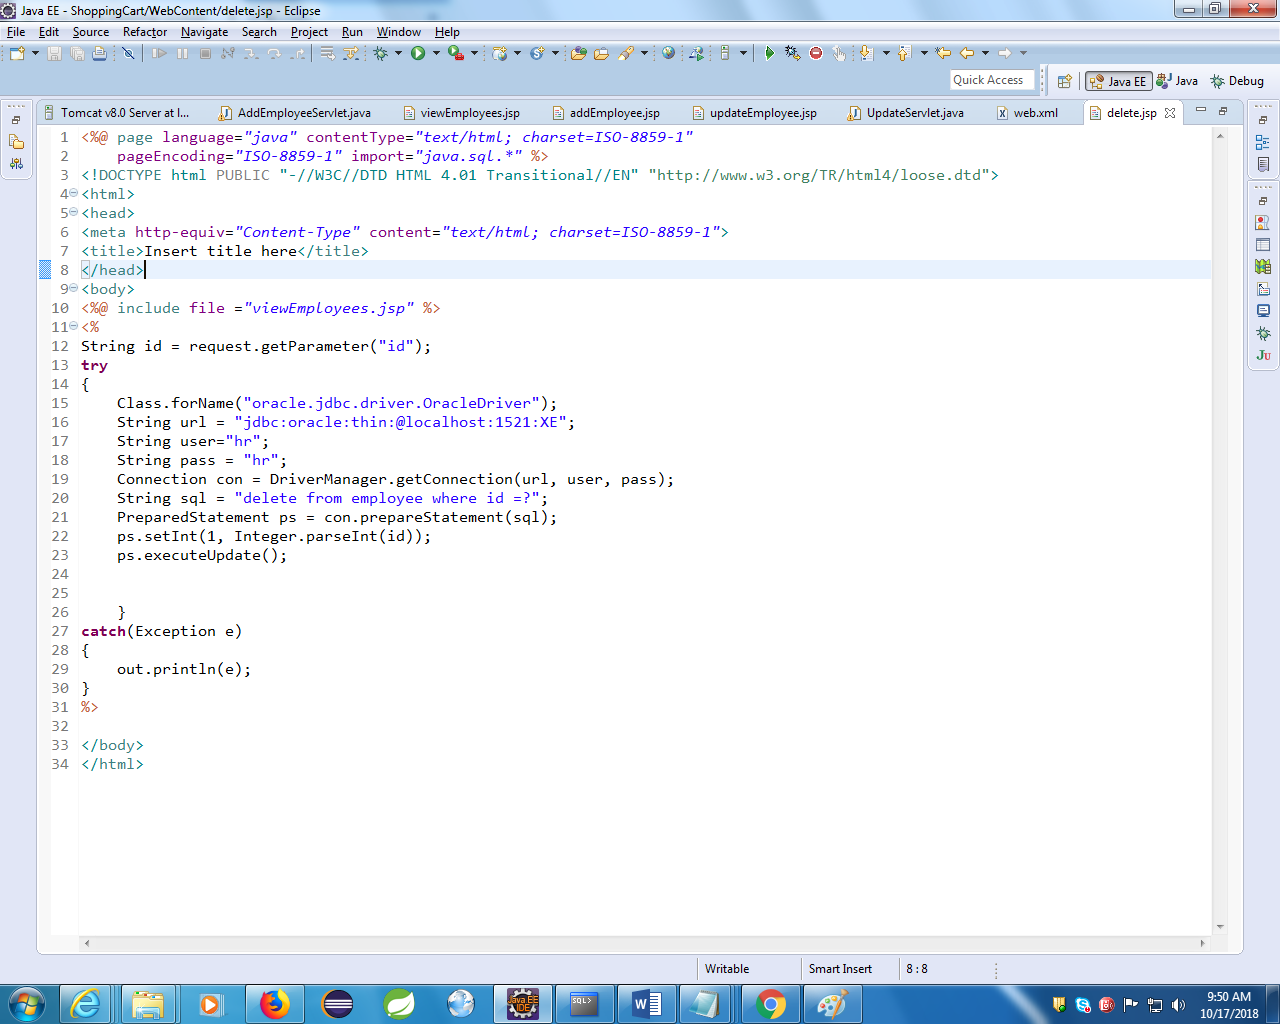 Java EE - ShoppingCart/WebContent/delete.jsp - Eclipse
File Edit Source Refactor Navigate Search Project Run Window Help
Quick Access
Java EE Java Debug
Tomcat v8.0 Server at l... AddEmployeeServlet.java viewEmployees.jsp addEmployee.jsp updateEmployee.jsp UpdateServlet.java web.xml delete.jsp
1 <%@ page language="java" contentType="text/html; charset=ISO-8859-1"
2 pageEncoding="ISO-8859-1" import="java.sql.*" %>
3 <!DOCTYPE html PUBLIC "-//W3C//DTD HTML 4.01 Transitional//EN" "http://www.w3.org/TR/html4/loose.dtd">
4 <html>
5 <head>
6 <meta http-equiv="Content-Type" content="text/html; charset=ISO-8859-1">
7 <title>Insert title here</title>
8 </head>
9 <body>
10 <%@ include file ="viewEmployees.jsp" %>
11 <%
12 String id = request.getParameter("id");
13 try
14 {
15 Class.forName("oracle.jdbc.driver.OracleDriver");
16 String url = "jdbc:oracle:thin:@localhost:1521:XE";
17 String user="hr";
18 String pass = "hr";
19 Connection con = DriverManager.getConnection(url, user, pass);
20 String sql = "delete from employee where id =?";
21 PreparedStatement ps = con.prepareStatement(sql);
22 ps.setInt(1, Integer.parseInt(id));
23 ps.executeUpdate();
24
25
26 }
27 catch(Exception e)
28 {
29 out.println(e);
30 }
31 %>
32
33 </body>
34 </html>
Writable Smart Insert 8 : 8
Java EE IDE
SQL>
9:50 AM
10/17/2018